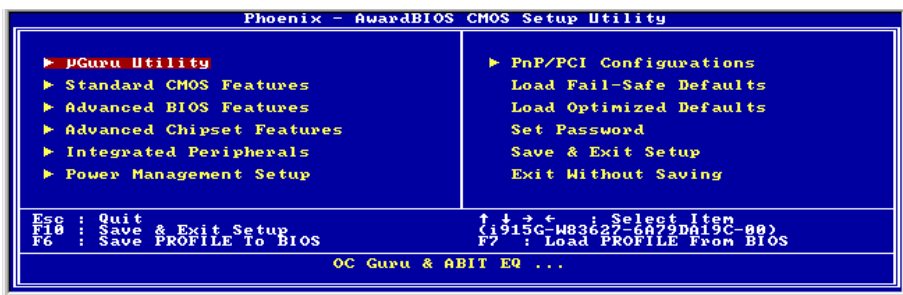 Phoenix - AwardBIOS CMOS Setup Utility
► µGuru Utility
► Standard CMOS Features
► Advanced BIOS Features
► Advanced Chipset Features
► Integrated Peripherals
► Power Management Setup
► PnP/PCI Configurations
Load Fail-Safe Defaults
Load Optimized Defaults
Set Password
Save & Exit Setup
Exit Without Saving
Esc : Quit
F10 : Save & Exit Setup
F6 : Save PROFILE To BIOS
↑ ↓ → ← : Select Item
(i915G-W83627-6A79DA19C-00)
F7 : Load PROFILE From BIOS
OC Guru & ABIT EQ ...